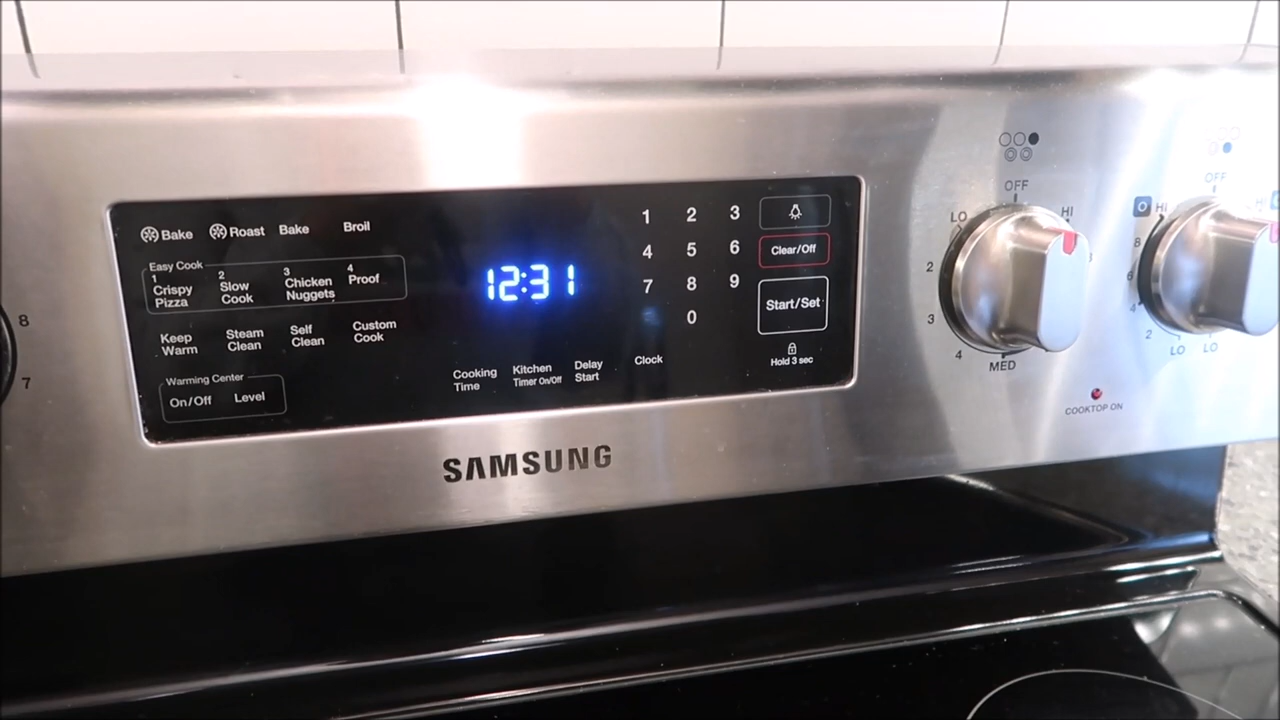 Bake Roast Bake Broil
Easy Cook
1 2 3 4
Crispy Pizza
Slow Cook
Chicken Nuggets
Proof
Keep Warm
Steam Clean
Self Clean
Custom Cook
Warming Center
On/Off Level
12:31
Cooking Time
Kitchen Timer On/Off
Delay Start
Clock
1 2 3
4 5 6
7 8 9
0
Clear/Off
Start/Set
Hold 3 sec
SAMSUNG
8
7
OFF
LO HI
2
3
4
MED
COOKTOP ON
OFF
HI
8
6
4
2
LO LO